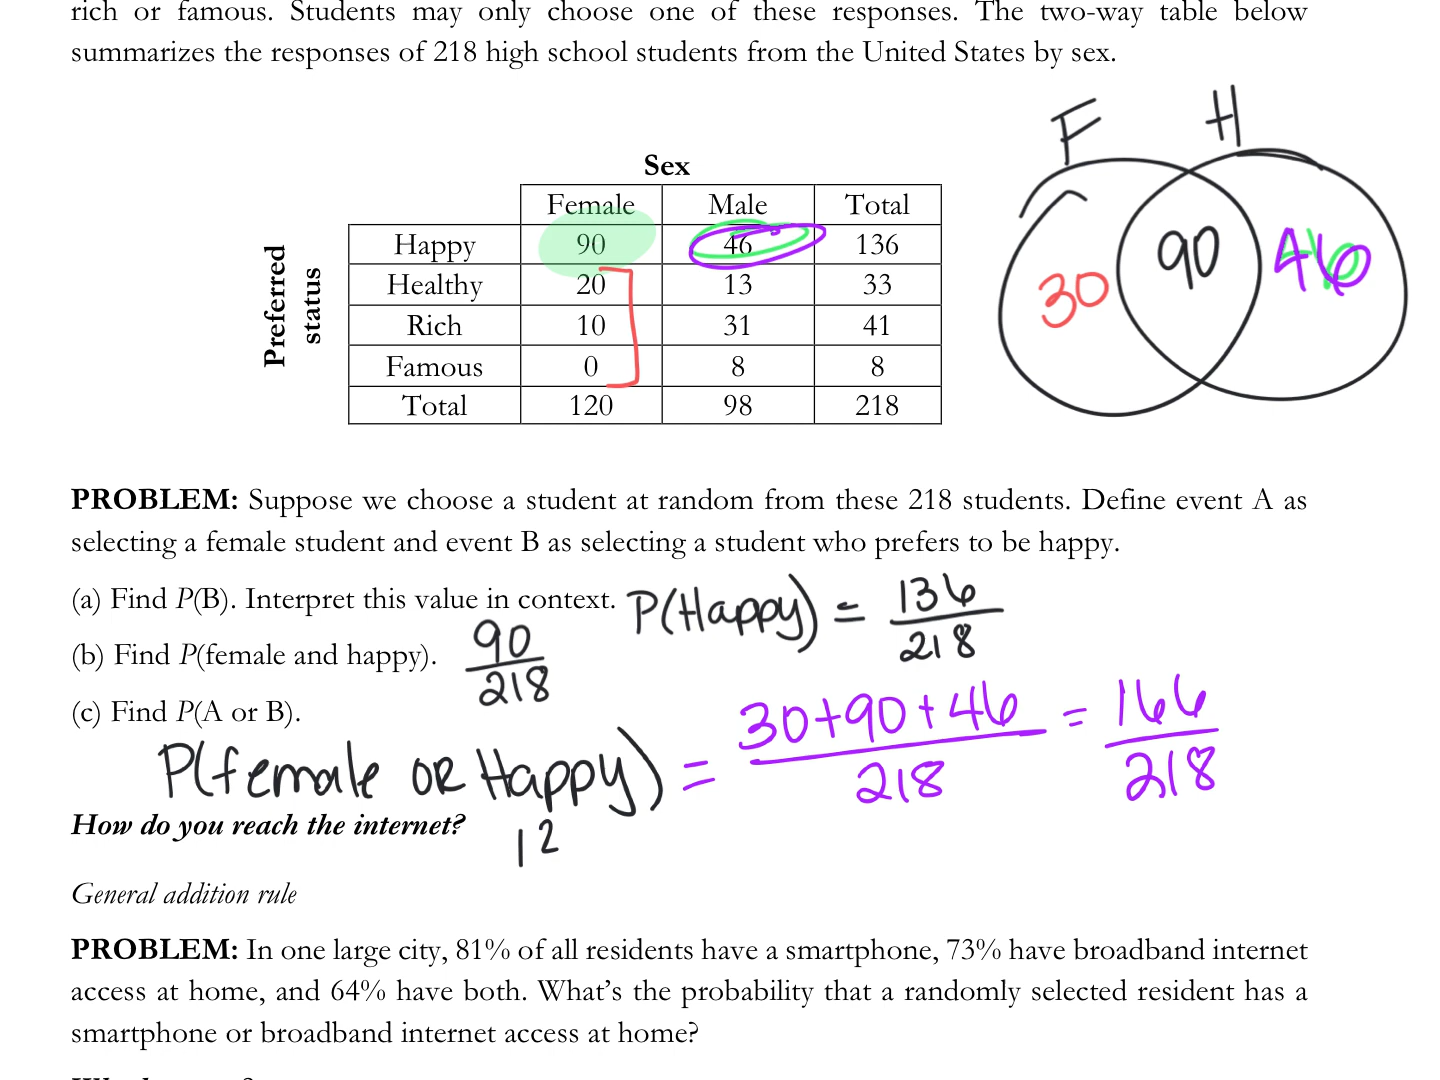 rich or famous. Students may only choose one of these responses. The two-way table below
summarizes the responses of 218 high school students from the United States by sex.
F H
Sex
Female Male Total
Preferred status
Happy 90 46 136
Healthy 20 13 33
Rich 10 31 41
Famous 0 8 8
Total 120 98 218
30 90 46
PROBLEM: Suppose we choose a student at random from these 218 students. Define event A as
selecting a female student and event B as selecting a student who prefers to be happy.
(a) Find P(B). Interpret this value in context. P(Happy) = 136/218
(b) Find P(female and happy). 90/218
(c) Find P(A or B).
P(female OR Happy) = 30+90+46/218 = 166/218
How do you reach the internet?
12
General addition rule
PROBLEM: In one large city, 81% of all residents have a smartphone, 73% have broadband internet
access at home, and 64% have both. What's the probability that a randomly selected resident has a
smartphone or broadband internet access at home?